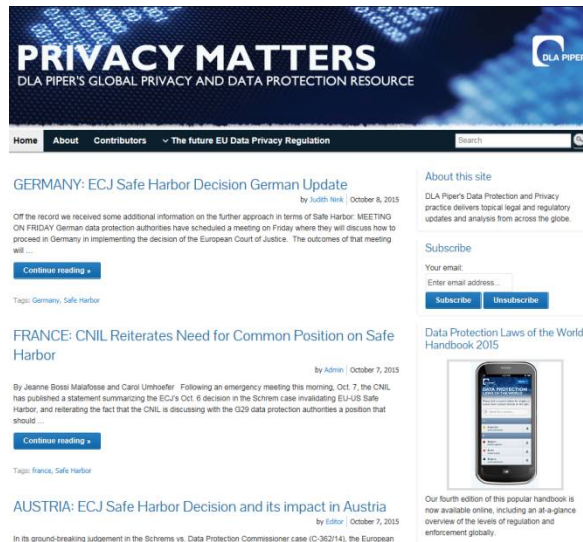 PRIVACY MATTERS
DLA PIPER'S GLOBAL PRIVACY AND DATA PROTECTION RESOURCE
DLA PIPER
Home About Contributors The future EU Data Privacy Regulation Search
GERMANY: ECJ Safe Harbor Decision German Update
by Judith Nink October 8, 2015
Off the record we received some additional information on the further approach in terms of Safe Harbor: MEETING
ON FRIDAY German data protection authorities have scheduled a meeting on Friday where they will discuss how to
proceed in Germany in implementing the decision of the European Court of Justice. The outcomes of that meeting
will ...
Continue reading »
Tags: Germany, Safe Harbor
FRANCE: CNIL Reiterates Need for Common Position on Safe
Harbor
by Admin October 7, 2015
By Jeanne Bossi Malafosse and Carol Umhoefer Following an emergency meeting this morning, Oct. 7, the CNIL
has published a statement summarizing the ECJ's Oct. 6 decision in the Schrem case invalidating EU-US Safe
Harbor, and reiterating the fact that the CNIL is discussing with the G29 data protection authorities a position that
should ...
Continue reading »
Tags: france, Safe Harbor
AUSTRIA: ECJ Safe Harbor Decision and its impact in Austria
by Editor October 7, 2015
In its ground-breaking judgement in the Schrems vs. Data Protection Commissioner case (C-362/14), the European
About this site
DLA Piper's Data Protection and Privacy
practice delivers topical legal and regulatory
updates and analysis from across the globe.
Subscribe
Your email:
Enter email address...
Subscribe Unsubscribe
Data Protection Laws of the World
Handbook 2015
DATA PROTECTION
LAWS OF THE WORLD
Our fourth edition of this popular handbook is
now available online, including an at-a-glance
overview of the levels of regulation and
enforcement globally.